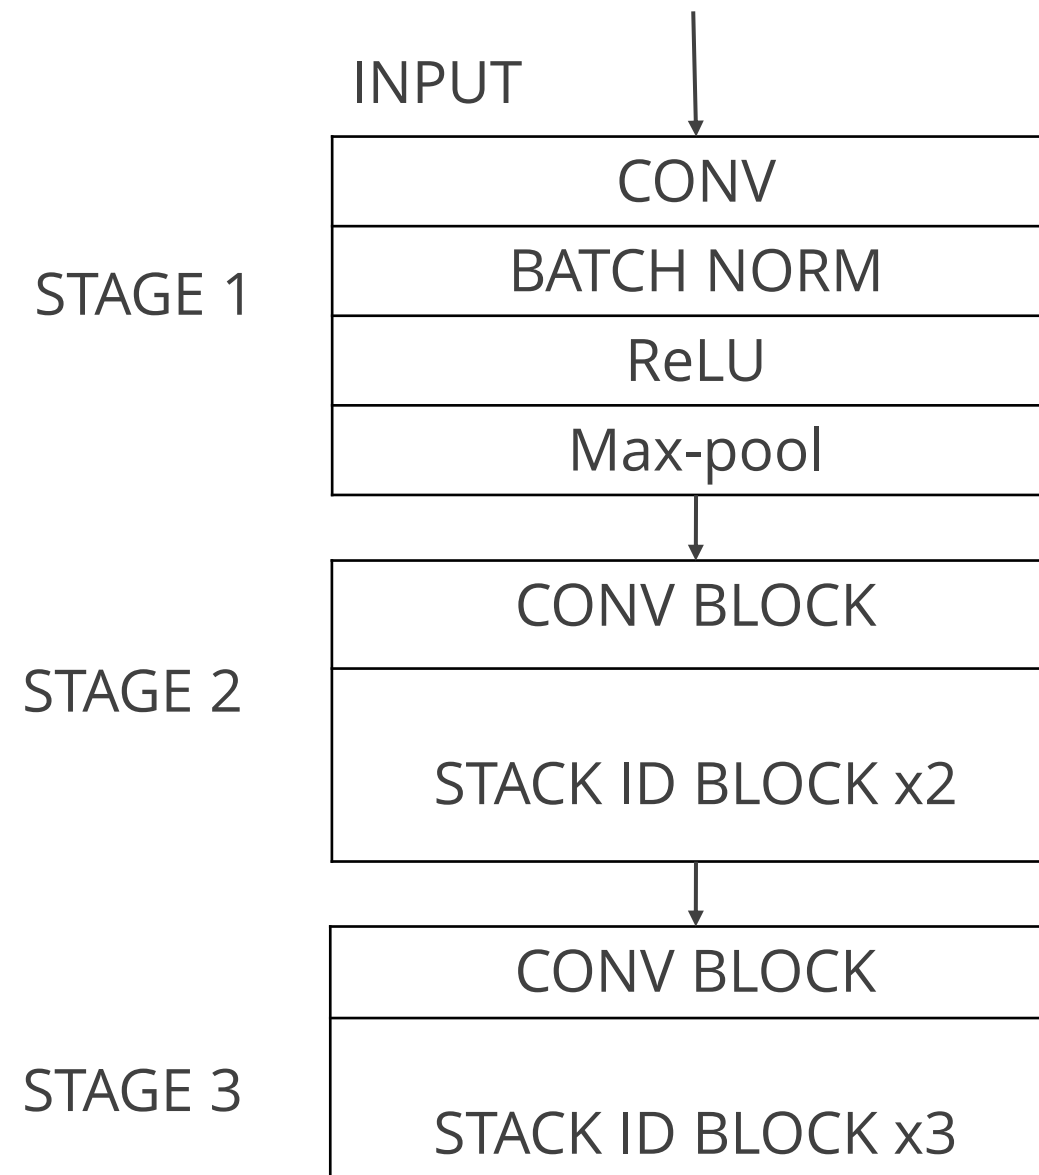 INPUT
CONV
BATCH NORM
STAGE 1
ReLU
Max-pool
CONV BLOCK
STAGE 2
STACK ID BLOCK x2
CONV BLOCK
STAGE 3
STACK ID BLOCK x3